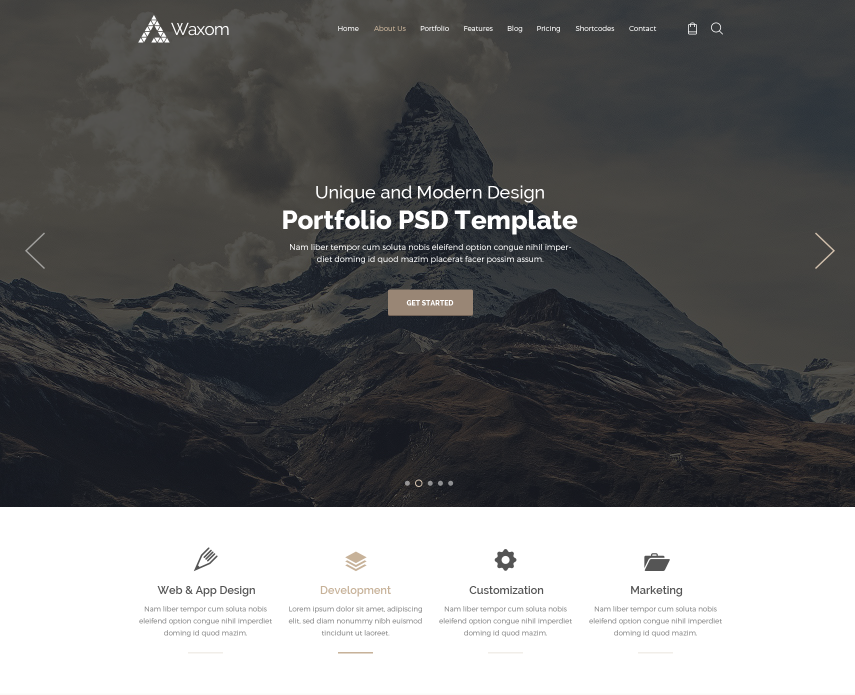 Waxom
Home About Us Portfolio Features Blog Pricing Shortcodes Contact
Unique and Modern Design
Portfolio PSD Template
Nam liber tempor cum soluta nobis eleifend option congue nihil imper-
diet doming id quod mazim placerat facer possim assum.
GET STARTED
Web & App Design
Nam liber tempor cum soluta nobis
eleifend option congue nihil imperdiet
doming id quod mazim.
Development
Lorem ipsum dolor sit amet, adipiscing
elit, sed diam nonummy nibh euismod
tincidunt ut laoreet.
Customization
Nam liber tempor cum soluta nobis
eleifend option congue nihil imperdiet
doming id quod mazim.
Marketing
Nam liber tempor cum soluta nobis
eleifend option congue nihil imperdiet
doming id quod mazim.